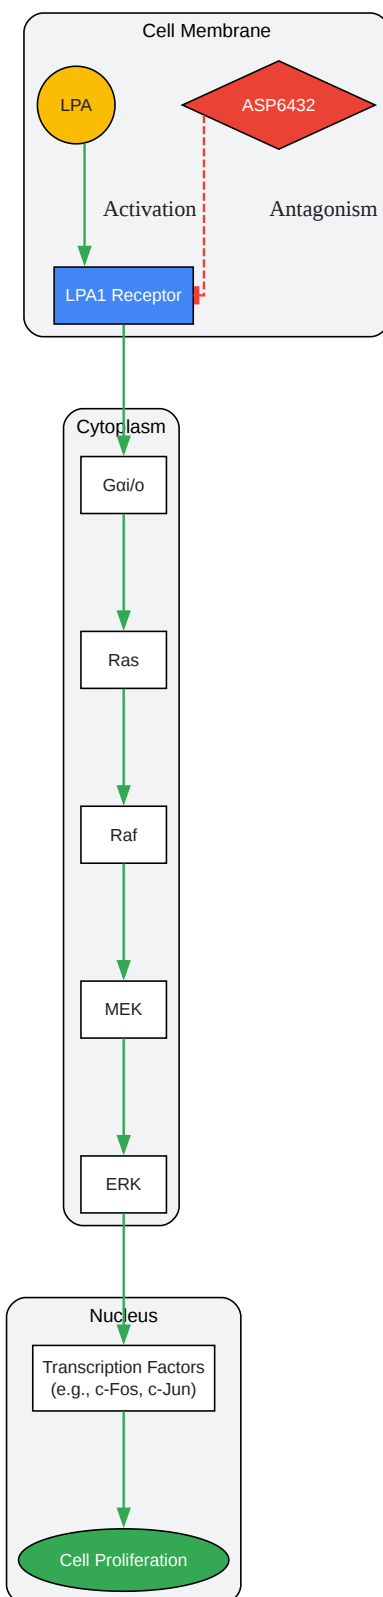 Cell Membrane
LPA
ASP6432
Activation
Antagonism
LPA1 Receptor
Cytoplasm
Gαi/o
Ras
Raf
MEK
ERK
Nucleus
Transcription Factors
(e.g., c-Fos, c-Jun)
Cell Proliferation